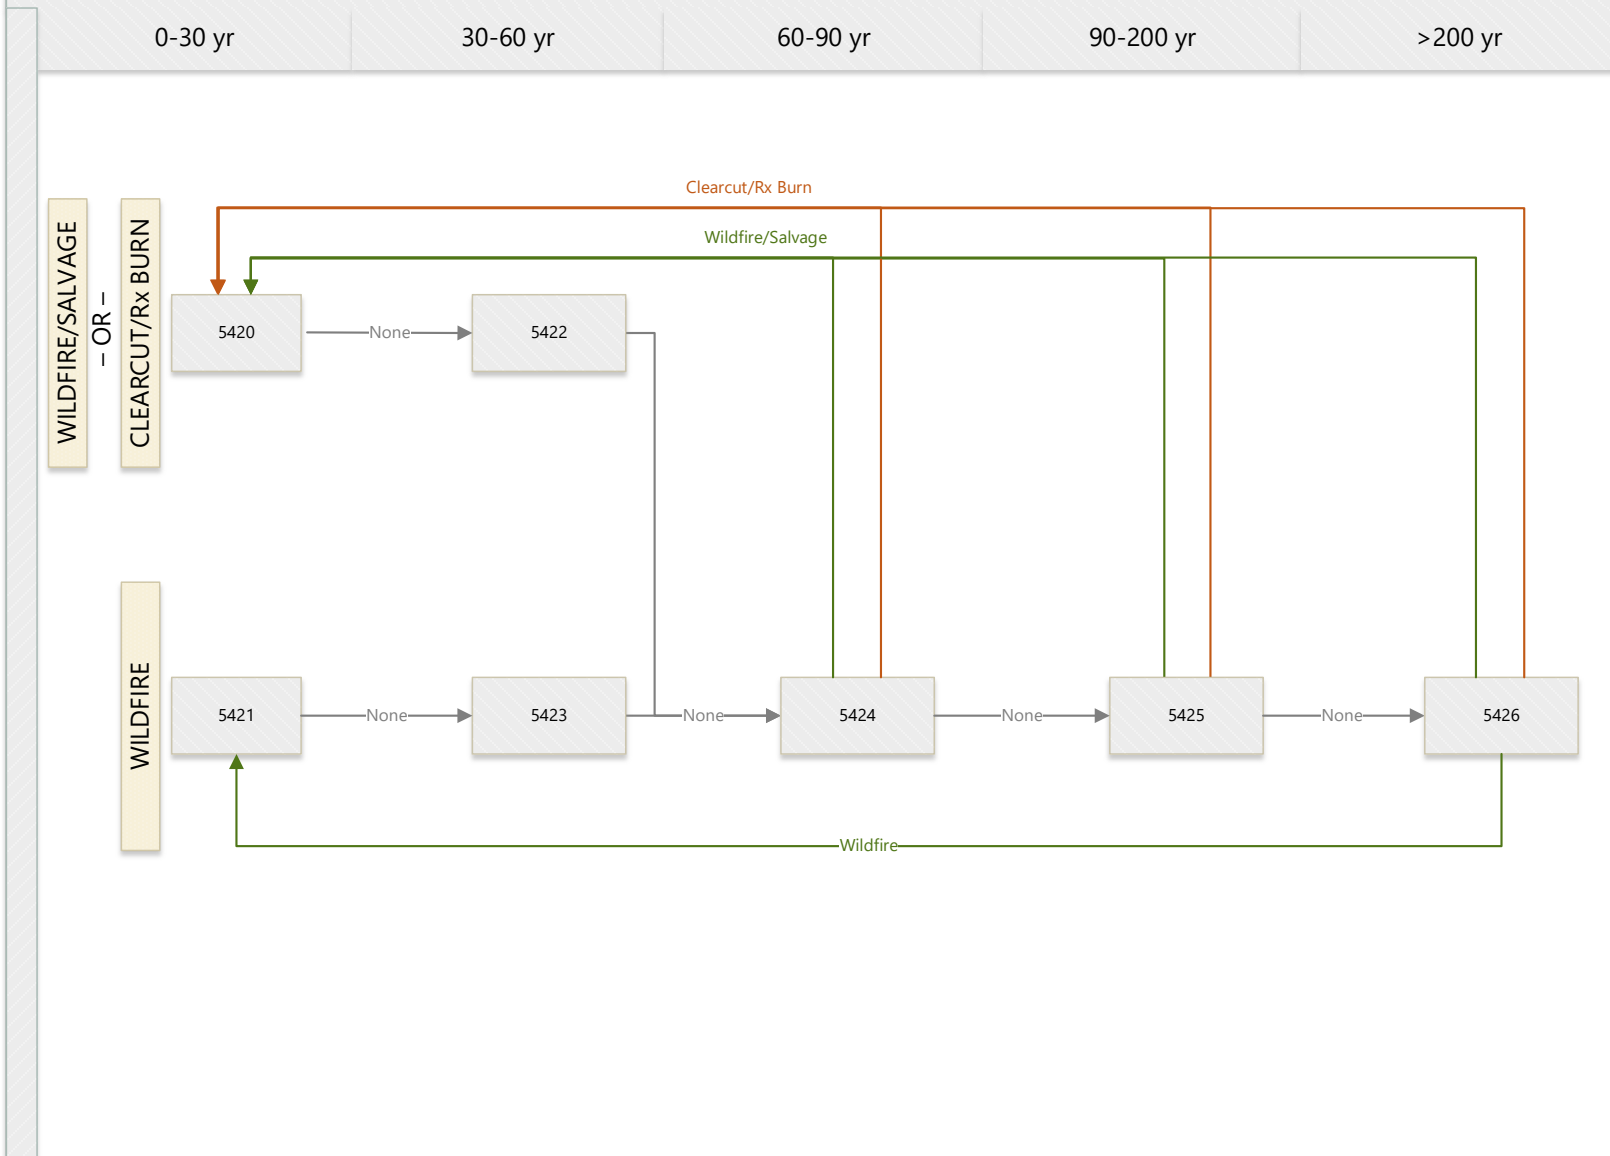 0-30 yr
30-60 yr
60-90 yr
90-200 yr
>200 yr
Clearcut/Rx Burn
Wildfire/Salvage
WILDFIRE/SALVAGE
– OR –
CLEARCUT/Rx BURN
5420
None
5422
WILDFIRE
5421
None
5423
None
5424
None
5425
None
5426
Wildfire